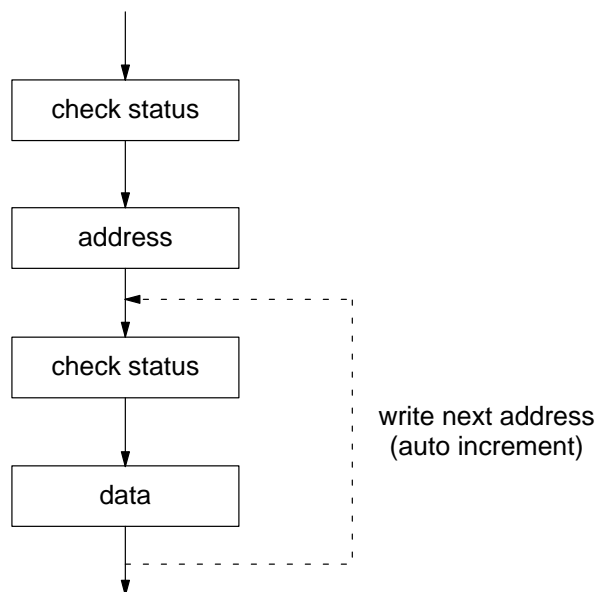 check status
address
check status
write next address
(auto increment)
data